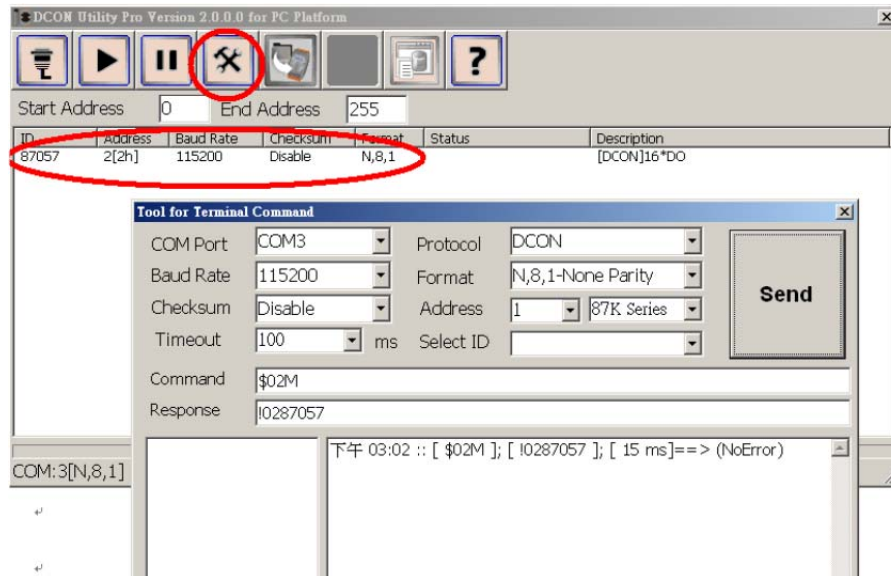 DCON Utility Pro Version 2.0.0.0 for PC Platform
Start Address 0 End Address 255
ID Address Baud Rate Checksum Format Status Description
87057 2[2h] 115200 Disable N,8,1 [DCON]16*DO
Tool for Terminal Command
COM Port COM3 Protocol DCON
Baud Rate 115200 Format N,8,1-None Parity
Checksum Disable Address 1 87K Series
Send
Timeout 100 ms Select ID
Command $02M
Response !0287057
下午 03:02 :: [ $02M ]; [ !0287057 ]; [ 15 ms]==> (NoError)
COM:3[N,8,1]